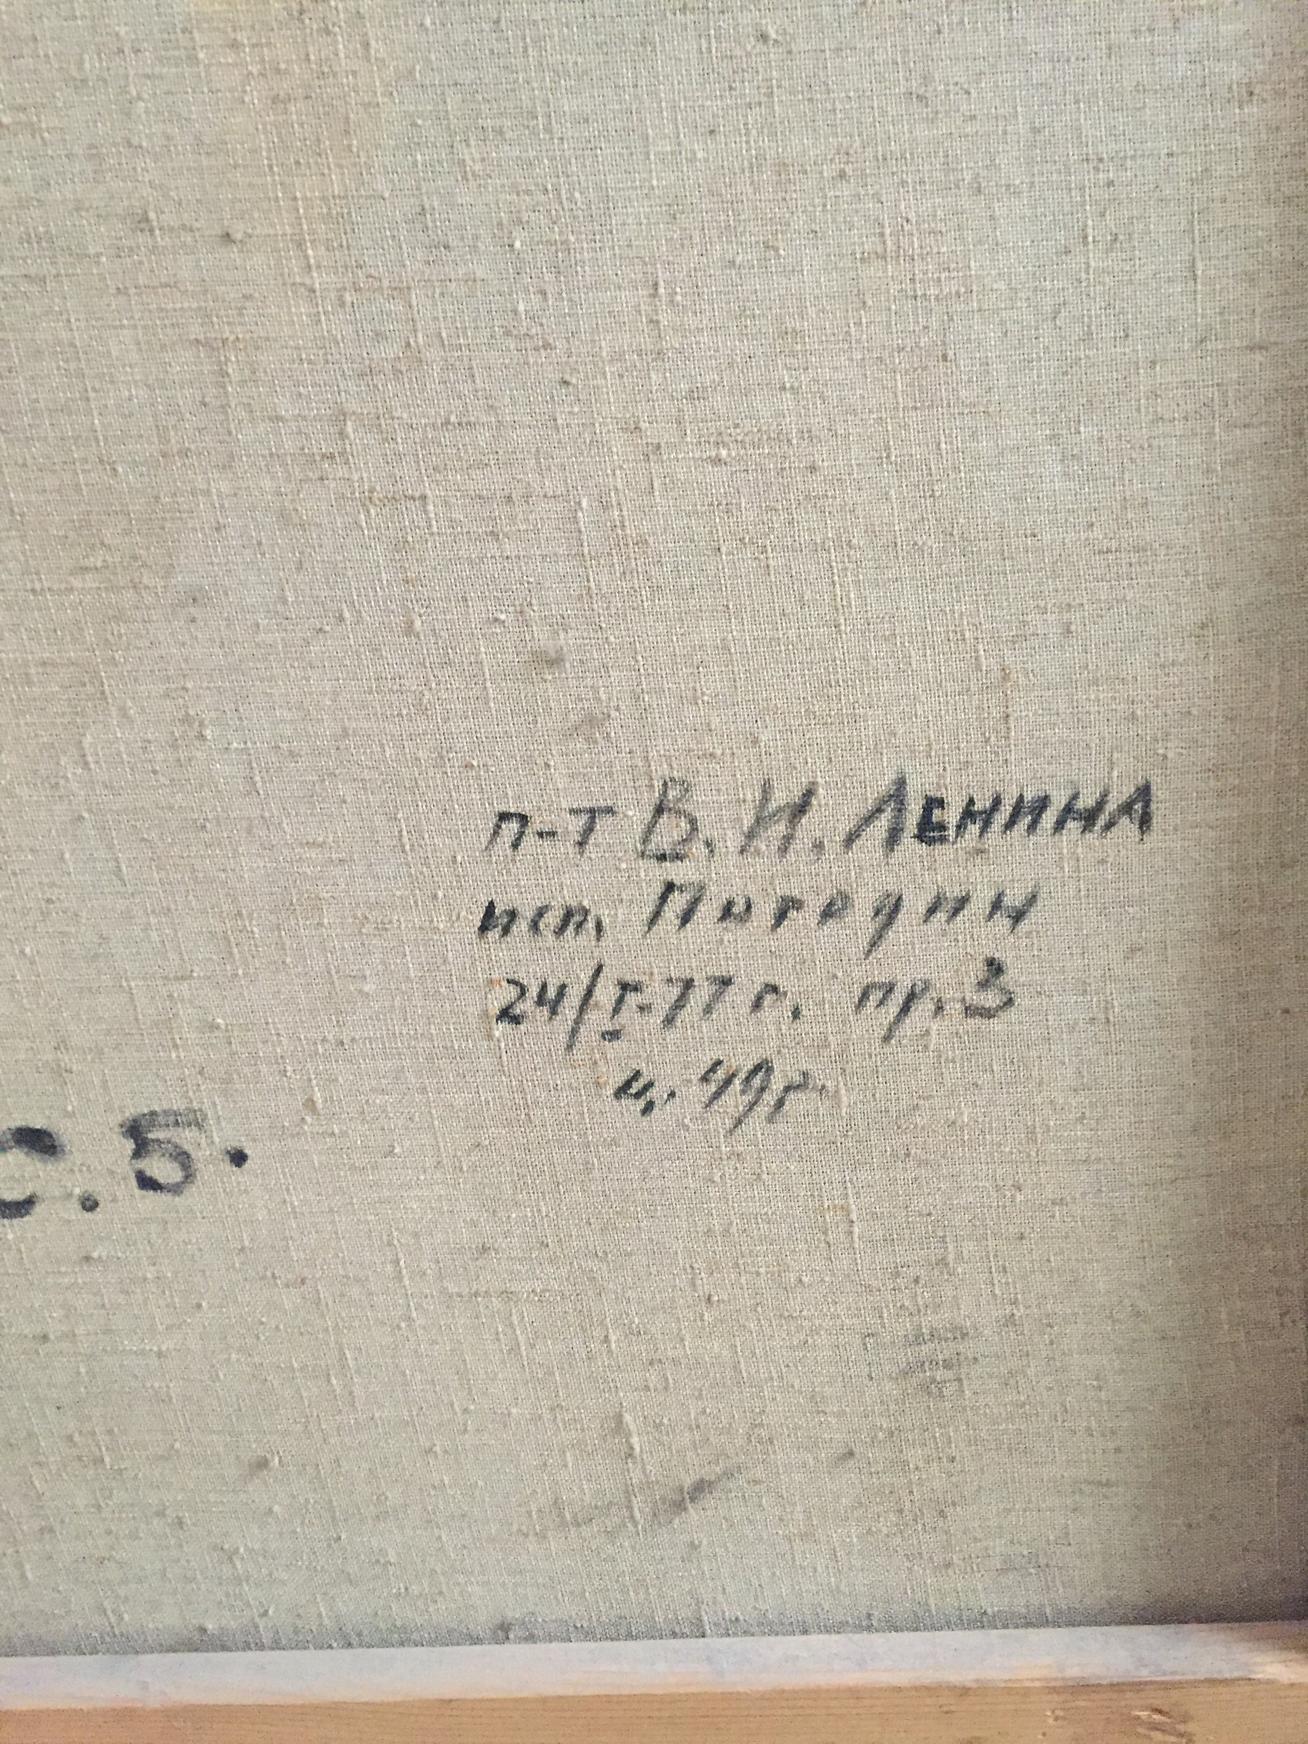 п-т В. И. Ленина
исп. Погодин
24/I-77 г. пр. 3
ц. 49 г
С. Б.